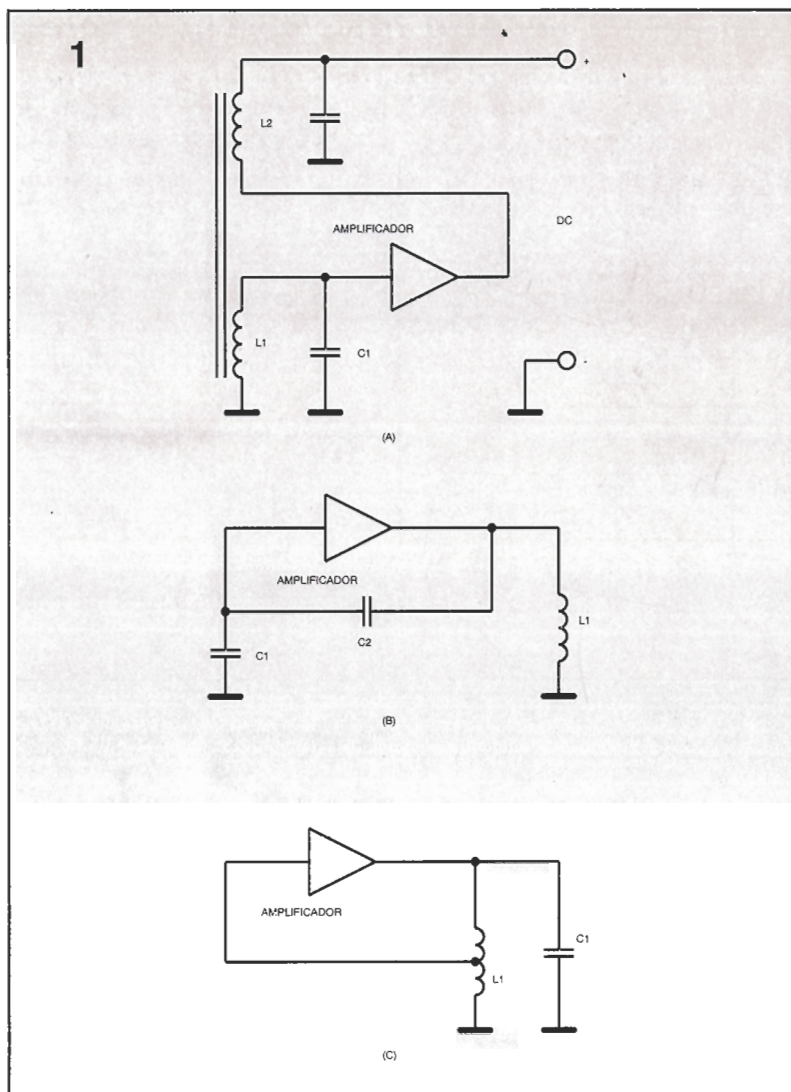 1
+
L2
DC
AMPLIFICADOR
L1
C1
-
(A)
AMPLIFICADOR
C2
L1
C1
(B)
AMPLIFICADOR
C1
L1
(C)